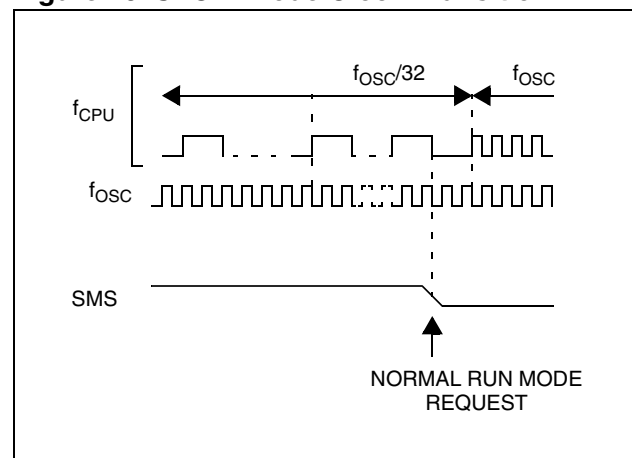 fOSC/32
fOSC
fCPU
fOSC
SMS
NORMAL RUN MODE
REQUEST